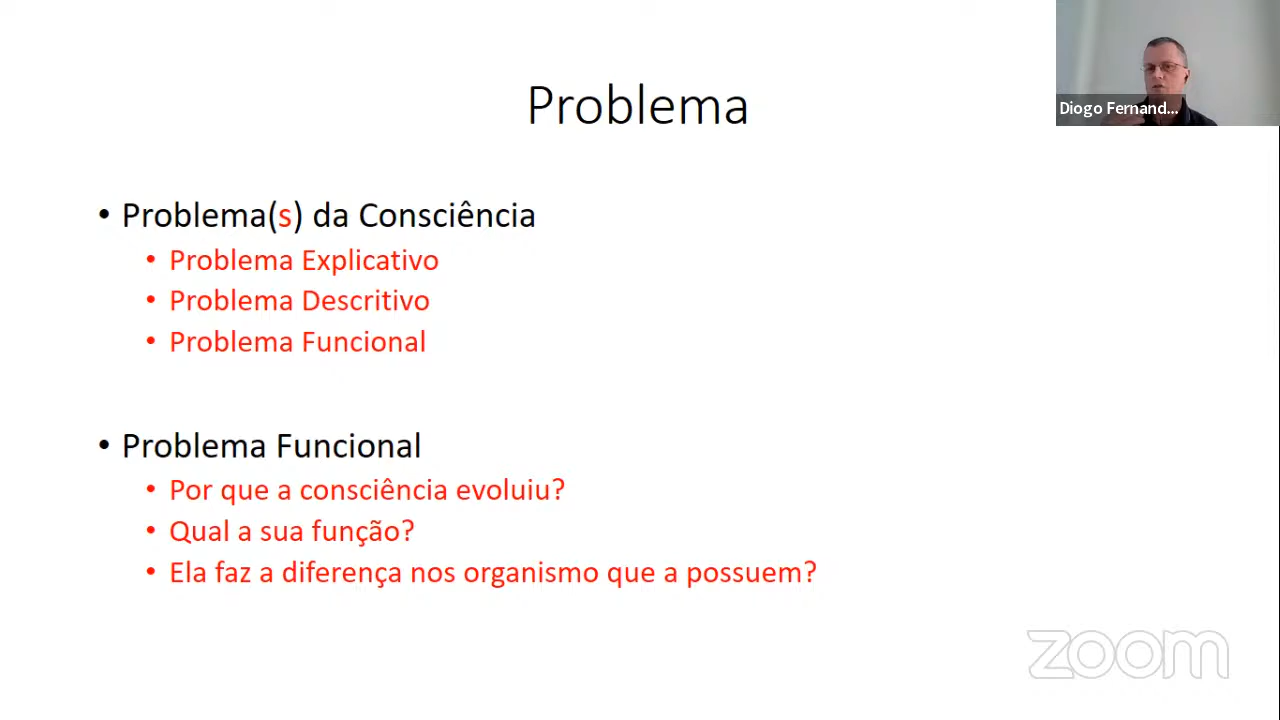 Problema
Diogo Fernand...
• Problema(s) da Consciência
• Problema Explicativo
• Problema Descritivo
• Problema Funcional
• Problema Funcional
• Por que a consciência evoluiu?
• Qual a sua função?
• Ela faz a diferença nos organismo que a possuem?
zoom